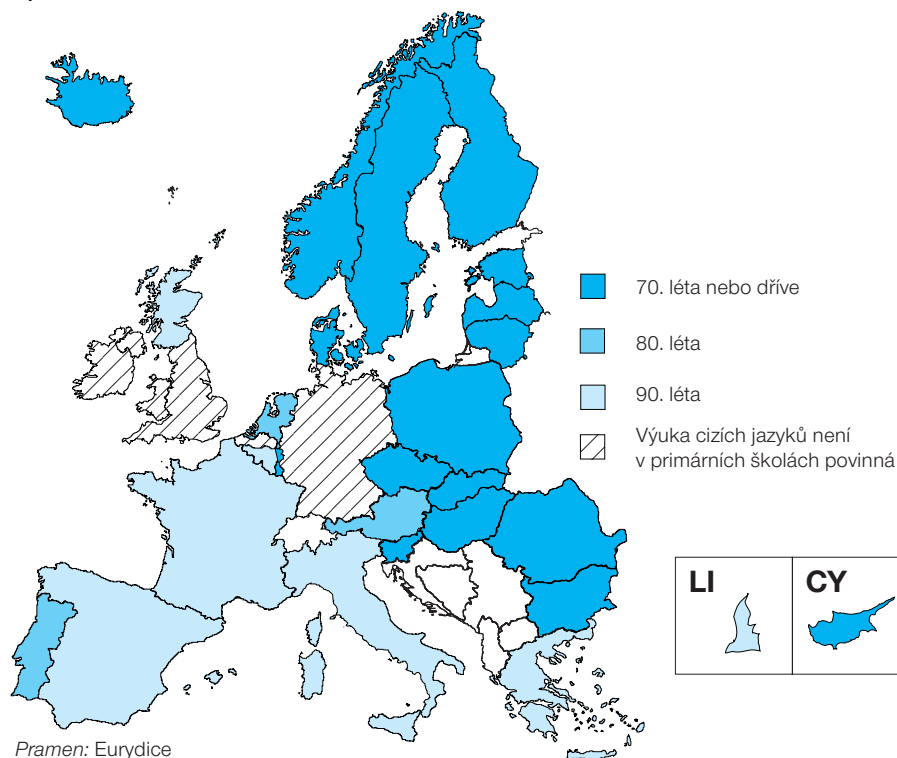 70. léta nebo dříve
80. léta
90. léta
Výuka cizích jazyků není
v primárních školách povinná
LI
CY
Pramen: Eurydice